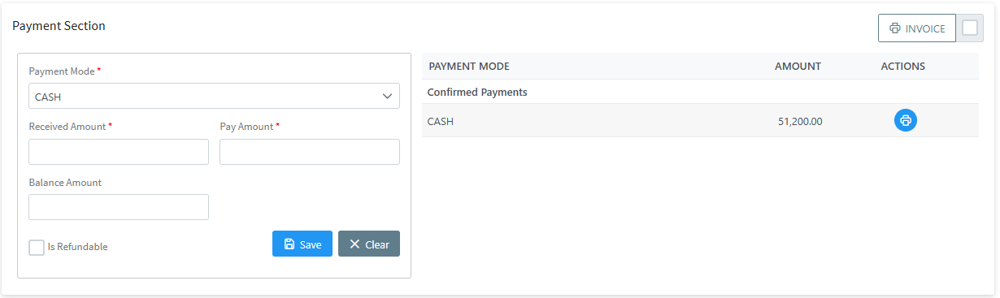 Payment Section
INVOICE
Payment Mode *
CASH
Received Amount *
Pay Amount *
Balance Amount
Is Refundable
Save
Clear
PAYMENT MODE AMOUNT ACTIONS
Confirmed Payments
CASH 51,200.00